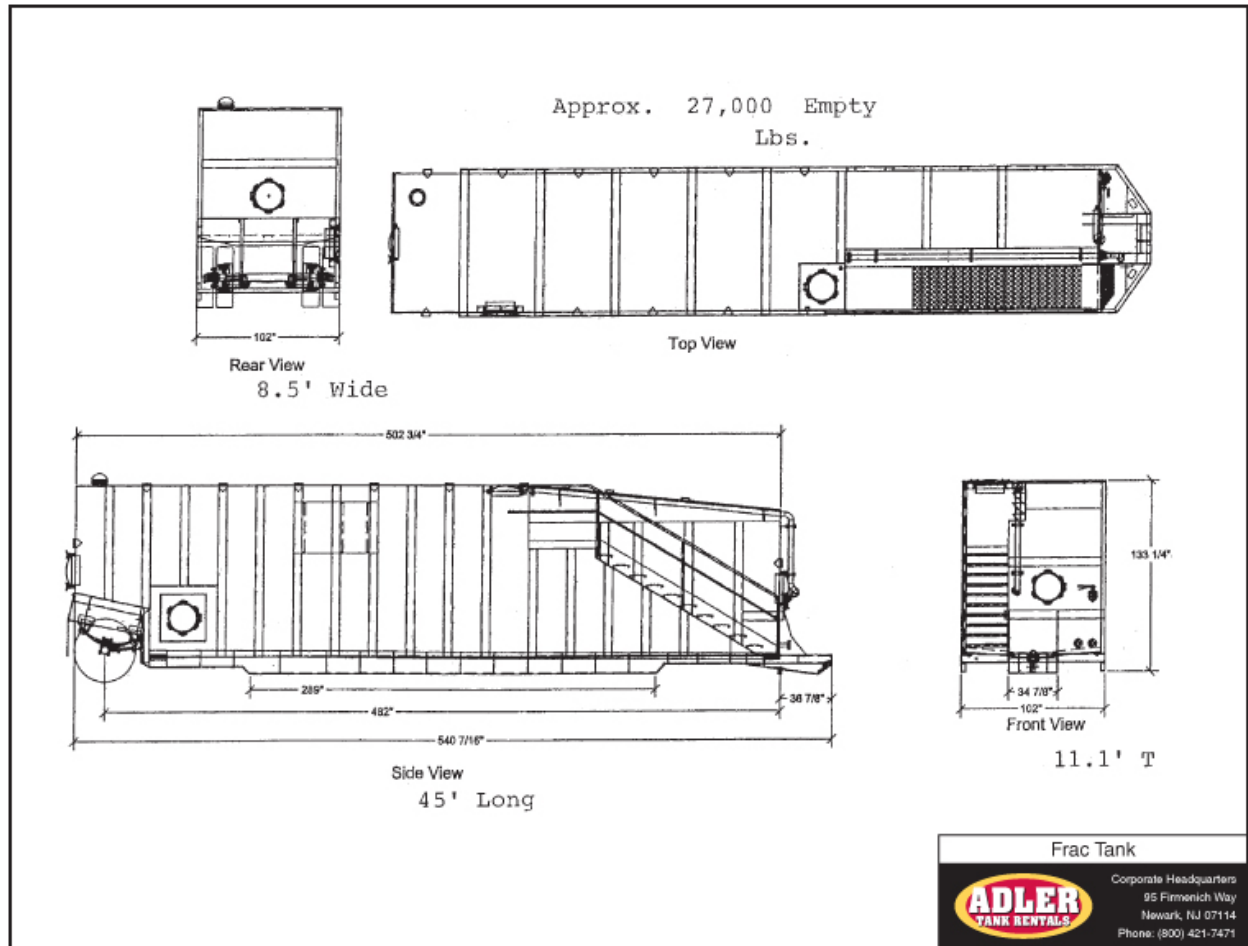 Approx. 27,000 Empty
Lbs.
102"
Rear View
8.5' Wide
Top View
502 3/4"
289"
482"
36 7/8"
540 7/16"
Side View
45' Long
133 1/4"
34 7/8"
102"
Front View
11.1' T
Frac Tank
ADLER
TANK RENTALS
Corporate Headquarters
95 Firmenich Way
Newark, NJ 07114
Phone: (800) 421-7471